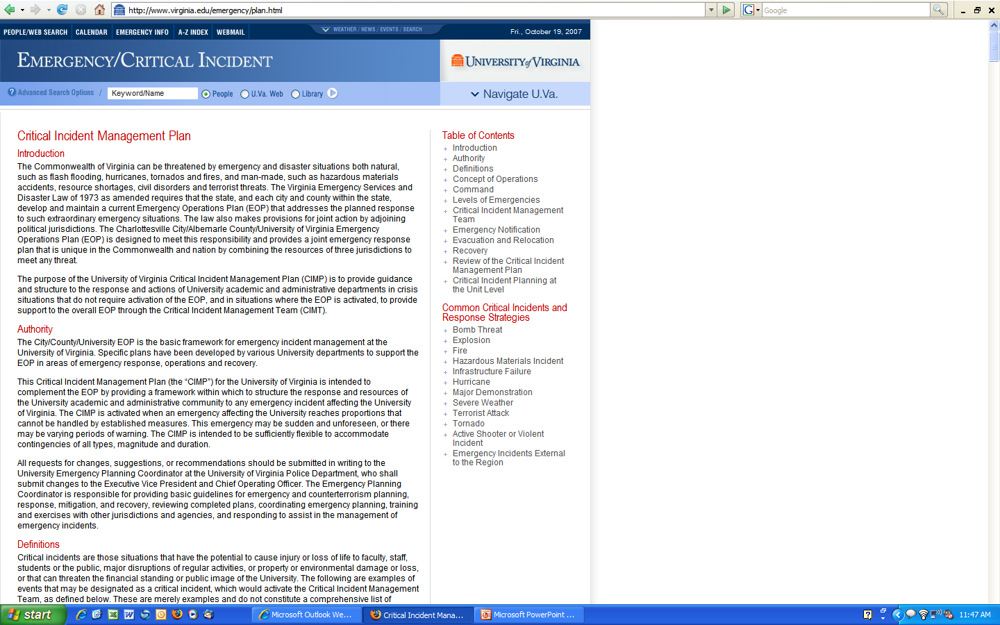 http://www.virginia.edu/emergency/plan.html
G
Google
PEOPLE/WEB SEARCH
CALENDAR
EMERGENCY INFO
A-Z INDEX
WEBMAIL
WEATHER / NEWS / EVENTS / SEARCH
Fri., October 19, 2007
EMERGENCY/CRITICAL INCIDENT
UNIVERSITY of VIRGINIA
? Advanced Search Options /
Keyword/Name
People
U.Va. Web
Library
Navigate U.Va.
Critical Incident Management Plan
Introduction
The Commonwealth of Virginia can be threatened by emergency and disaster situations both natural,
such as flash flooding, hurricanes, tornados and fires, and man-made, such as hazardous materials
accidents, resource shortages, civil disorders and terrorist threats. The Virginia Emergency Services and
Disaster Law of 1973 as amended requires that the state, and each city and county within the state,
develop and maintain a current Emergency Operations Plan (EOP) that addresses the planned response
to such extraordinary emergency situations. The law also makes provisions for joint action by adjoining
political jurisdictions. The Charlottesville City/Albemarle County/University of Virginia Emergency
Operations Plan (EOP) is designed to meet this responsibility and provides a joint emergency response
plan that is unique in the Commonwealth and nation by combining the resources of three jurisdictions to
meet any threat.
The purpose of the University of Virginia Critical Incident Management Plan (CIMP) is to provide guidance
and structure to the response and actions of University academic and administrative departments in crisis
situations that do not require activation of the EOP, and in situations where the EOP is activated, to provide
support to the overall EOP through the Critical Incident Management Team (CIMT).
Authority
The City/County/University EOP is the basic framework for emergency incident management at the
University of Virginia. Specific plans have been developed by various University departments to support the
EOP in areas of emergency response, operations and recovery.
This Critical Incident Management Plan (the “CIMP”) for the University of Virginia is intended to
complement the EOP by providing a framework within which to structure the response and resources of
the University academic and administrative community to any emergency incident affecting the University
of Virginia. The CIMP is activated when an emergency affecting the University reaches proportions that
cannot be handled by established measures. This emergency may be sudden and unforeseen, or there
may be varying periods of warning. The CIMP is intended to be sufficiently flexible to accommodate
contingencies of all types, magnitude and duration.
All requests for changes, suggestions, or recommendations should be submitted in writing to the
University Emergency Planning Coordinator at the University of Virginia Police Department, who shall
submit changes to the Executive Vice President and Chief Operating Officer. The Emergency Planning
Coordinator is responsible for providing basic guidelines for emergency and counterterrorism planning,
response, mitigation, and recovery, reviewing completed plans, coordinating emergency planning, training
and exercises with other jurisdictions and agencies, and responding to assist in the management of
emergency incidents.
Definitions
Critical incidents are those situations that have the potential to cause injury or loss of life to faculty, staff,
students or the public, major disruptions of regular activities, or property or environmental damage or loss,
or that can threaten the financial standing or public image of the University. The following are examples of
events that may be designated as a critical incident, which would activate the Critical Incident Management
Team, as defined below. These are merely examples and do not constitute a comprehensive list of
Table of Contents
+ Introduction
+ Authority
+ Definitions
+ Concept of Operations
+ Command
+ Levels of Emergencies
+ Critical Incident Management
Team
+ Emergency Notification
+ Evacuation and Relocation
+ Recovery
+ Review of the Critical Incident
Management Plan
+ Critical Incident Planning at
the Unit Level
Common Critical Incidents and
Response Strategies
+ Bomb Threat
+ Explosion
+ Fire
+ Hazardous Materials Incident
+ Infrastructure Failure
+ Hurricane
+ Major Demonstration
+ Severe Weather
+ Terrorist Attack
+ Tornado
+ Active Shooter or Violent
Incident
+ Emergency Incidents External
to the Region
start
Microsoft Outlook We...
Critical Incident Mana...
Microsoft PowerPoint ...
11:47 AM